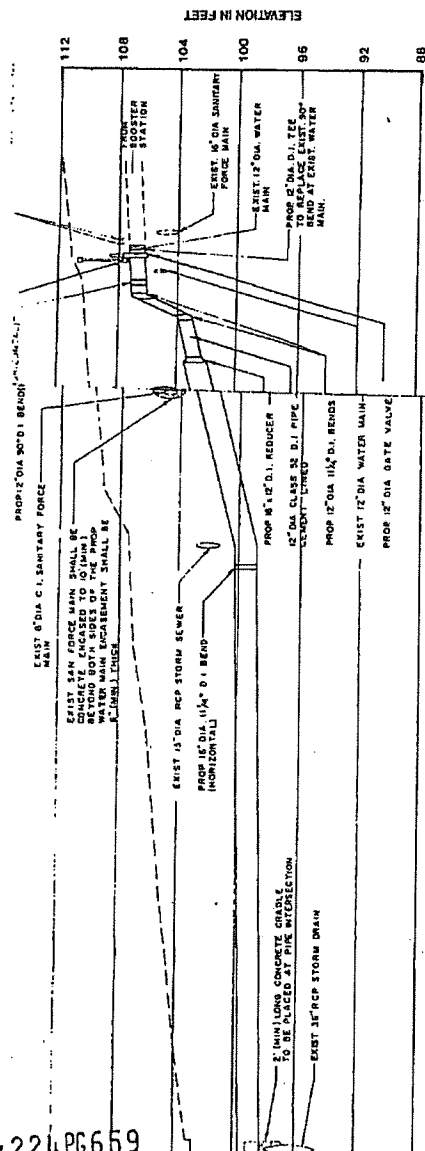 ELEVATION IN FEET
112
108
104
100
96
92
88
FROM
BOOSTER
STATION
EXIST. 16" DIA SANITARY
FORCE MAIN
EXIST. 12" DIA. WATER
MAIN
PROP 12" DIA. D.I. TEE
TO REPLACE EXIST. 90°
BEND AT EXIST. WATER
MAIN.
PROP. 12" DIA 90° D.I. BEND
EXIST 8" DIA C.I. SANITARY FORCE
MAIN
EXIST SAN FORCE MAIN SHALL BE
CONCRETE ENCASED TO 10' (MIN)
BEYOND BOTH SIDES OF THE PROP
WATER MAIN ENCASEMENT SHALL BE
6" (MIN.) THICK
EXIST 15" DIA RCP STORM SEWER
PROP 16" DIA. 11¼° D.I. BEND
(HORIZONTAL)
PROP 16" x 12" D.I. REDUCER
12" DIA CLASS 52 D.I. PIPE
CEMENT LINED
PROP 12" DIA 11¼° D.I. BENDS
EXIST 12" DIA WATER MAIN
PROP 12" DIA GATE VALVE
2' (MIN) LONG CONCRETE CRADLE
TO BE PLACED AT PIPE INTERSECTION
EXIST 36" RCP STORM DRAIN
224PG659